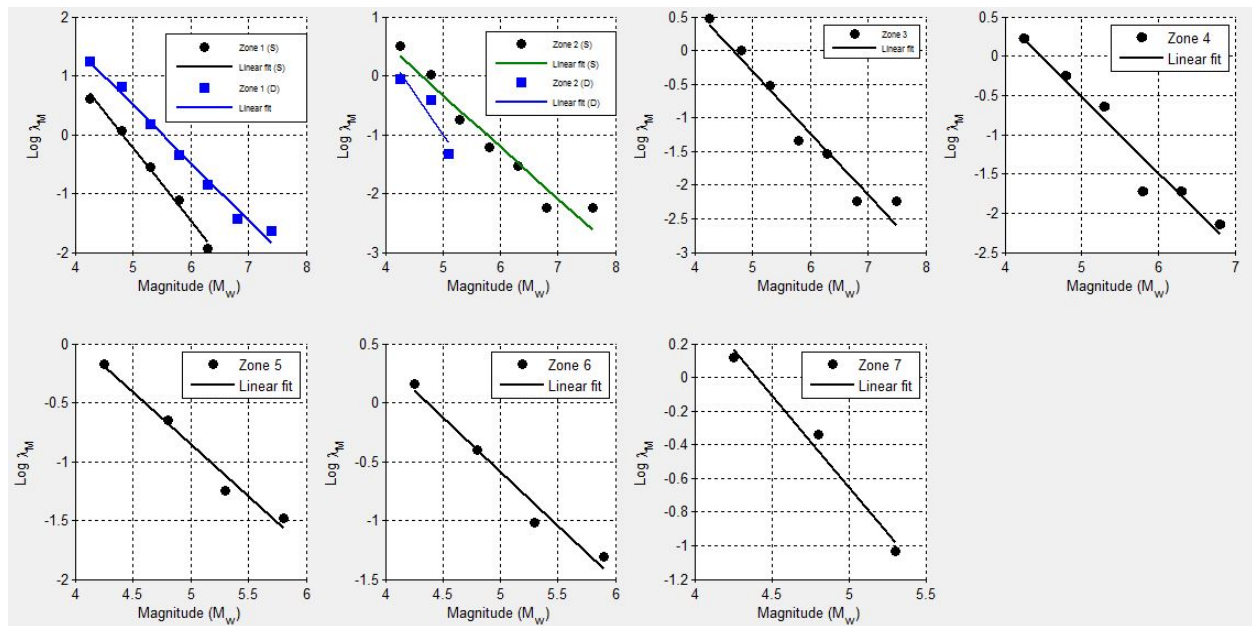 2
1
0
-1
-2
Log λM
4
5
6
7
8
Magnitude (Mw)
Zone 1 (S)
Linear fit (S)
Zone 1 (D)
Linear fit
1
0
-1
-2
-3
Log λM
4
5
6
7
8
Magnitude (Mw)
Zone 2 (S)
Linear fit (S)
Zone 2 (D)
Linear fit (D)
0.5
0
-0.5
-1
-1.5
-2
-2.5
-3
Log λM
4
5
6
7
8
Magnitude (Mw)
Zone 3
Linear fit
0.5
0
-0.5
-1
-1.5
-2
-2.5
Log λM
4
5
6
7
Magnitude (Mw)
Zone 4
Linear fit
0
-0.5
-1
-1.5
-2
Log λM
4
4.5
5
5.5
6
Magnitude (Mw)
Zone 5
Linear fit
0.5
0
-0.5
-1
-1.5
Log λM
4
4.5
5
5.5
6
Magnitude (Mw)
Zone 6
Linear fit
0.2
0
-0.2
-0.4
-0.6
-0.8
-1
-1.2
Log λM
4
4.5
5
5.5
Magnitude (Mw)
Zone 7
Linear fit